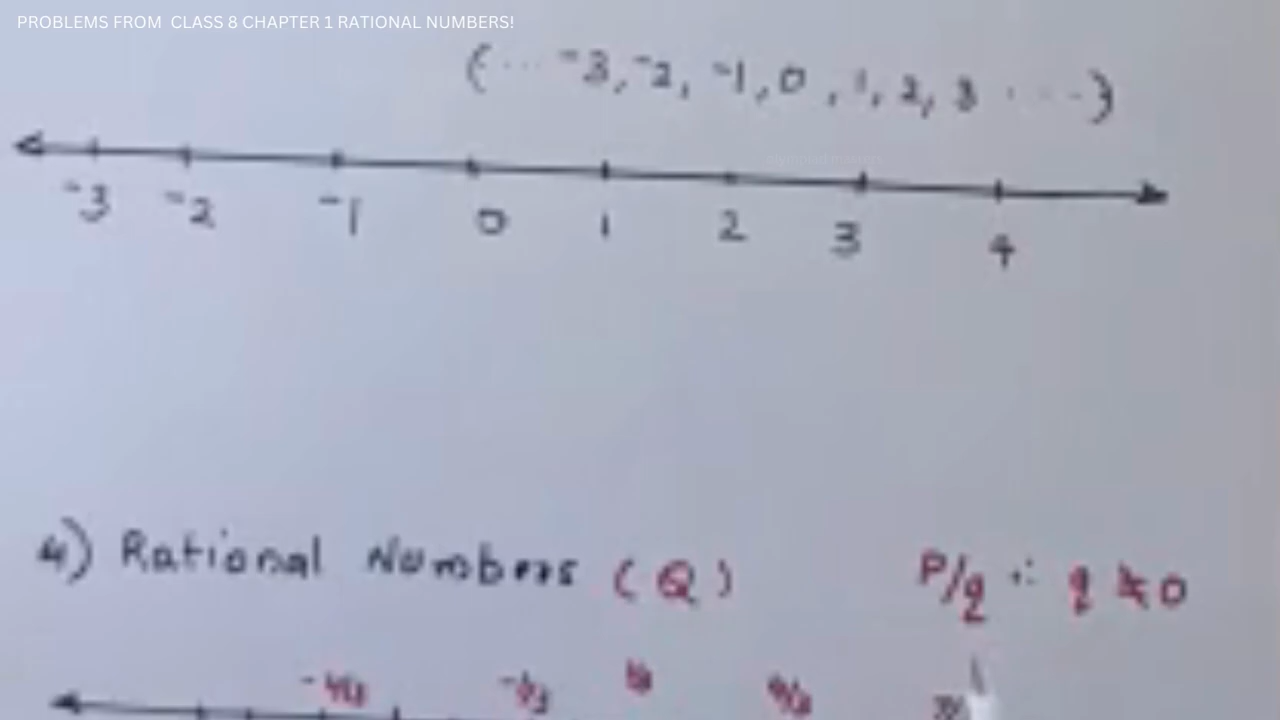 PROBLEMS FROM CLASS 8 CHAPTER 1 RATIONAL NUMBERS!
(... -3, -2, -1, 0, 1, 2, 3 ....)
-3 -2 -1 0 1 2 3 4
4) Rational Numbers (Q) P/q ∵ q ≠ 0